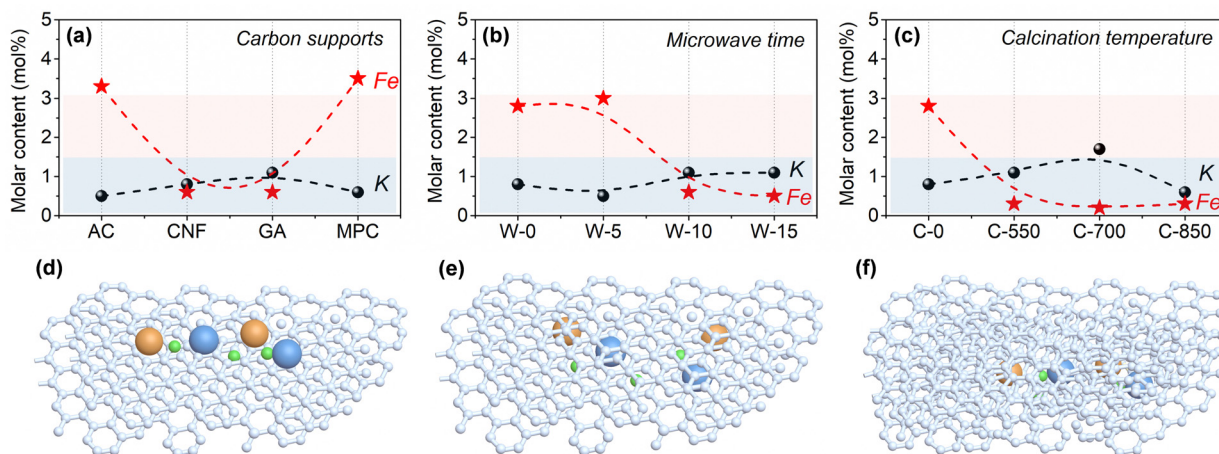 (a)
Carbon supports
Molar content (mol%)
5
4
3
2
1
0
Fe
K
AC CNF GA MPC
(b)
Microwave time
Molar content (mol%)
5
4
3
2
1
0
K
Fe
W-0 W-5 W-10 W-15
(c)
Calcination temperature
Molar content (mol%)
5
4
3
2
1
0
K
Fe
C-0 C-550 C-700 C-850
(d)
(e)
(f)